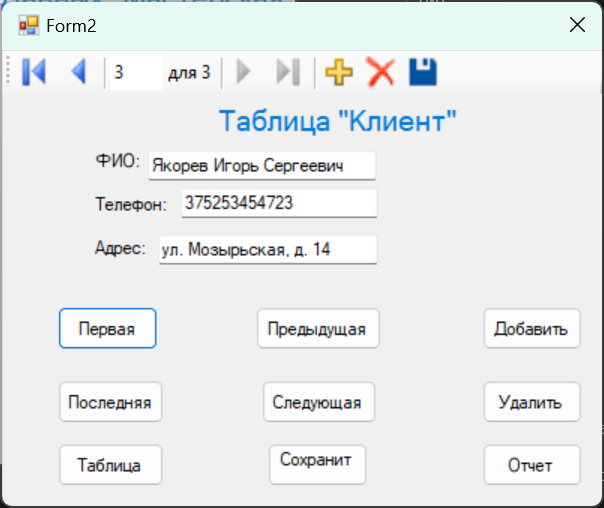 Form2
3 для 3
Таблица "Клиент"
ФИО: Якорев Игорь Сергеевич
Телефон: 375253454723
Адрес: ул. Мозырьская, д. 14
Первая Предыдущая Добавить
Последняя Следующая Удалить
Таблица Сохранит Отчет